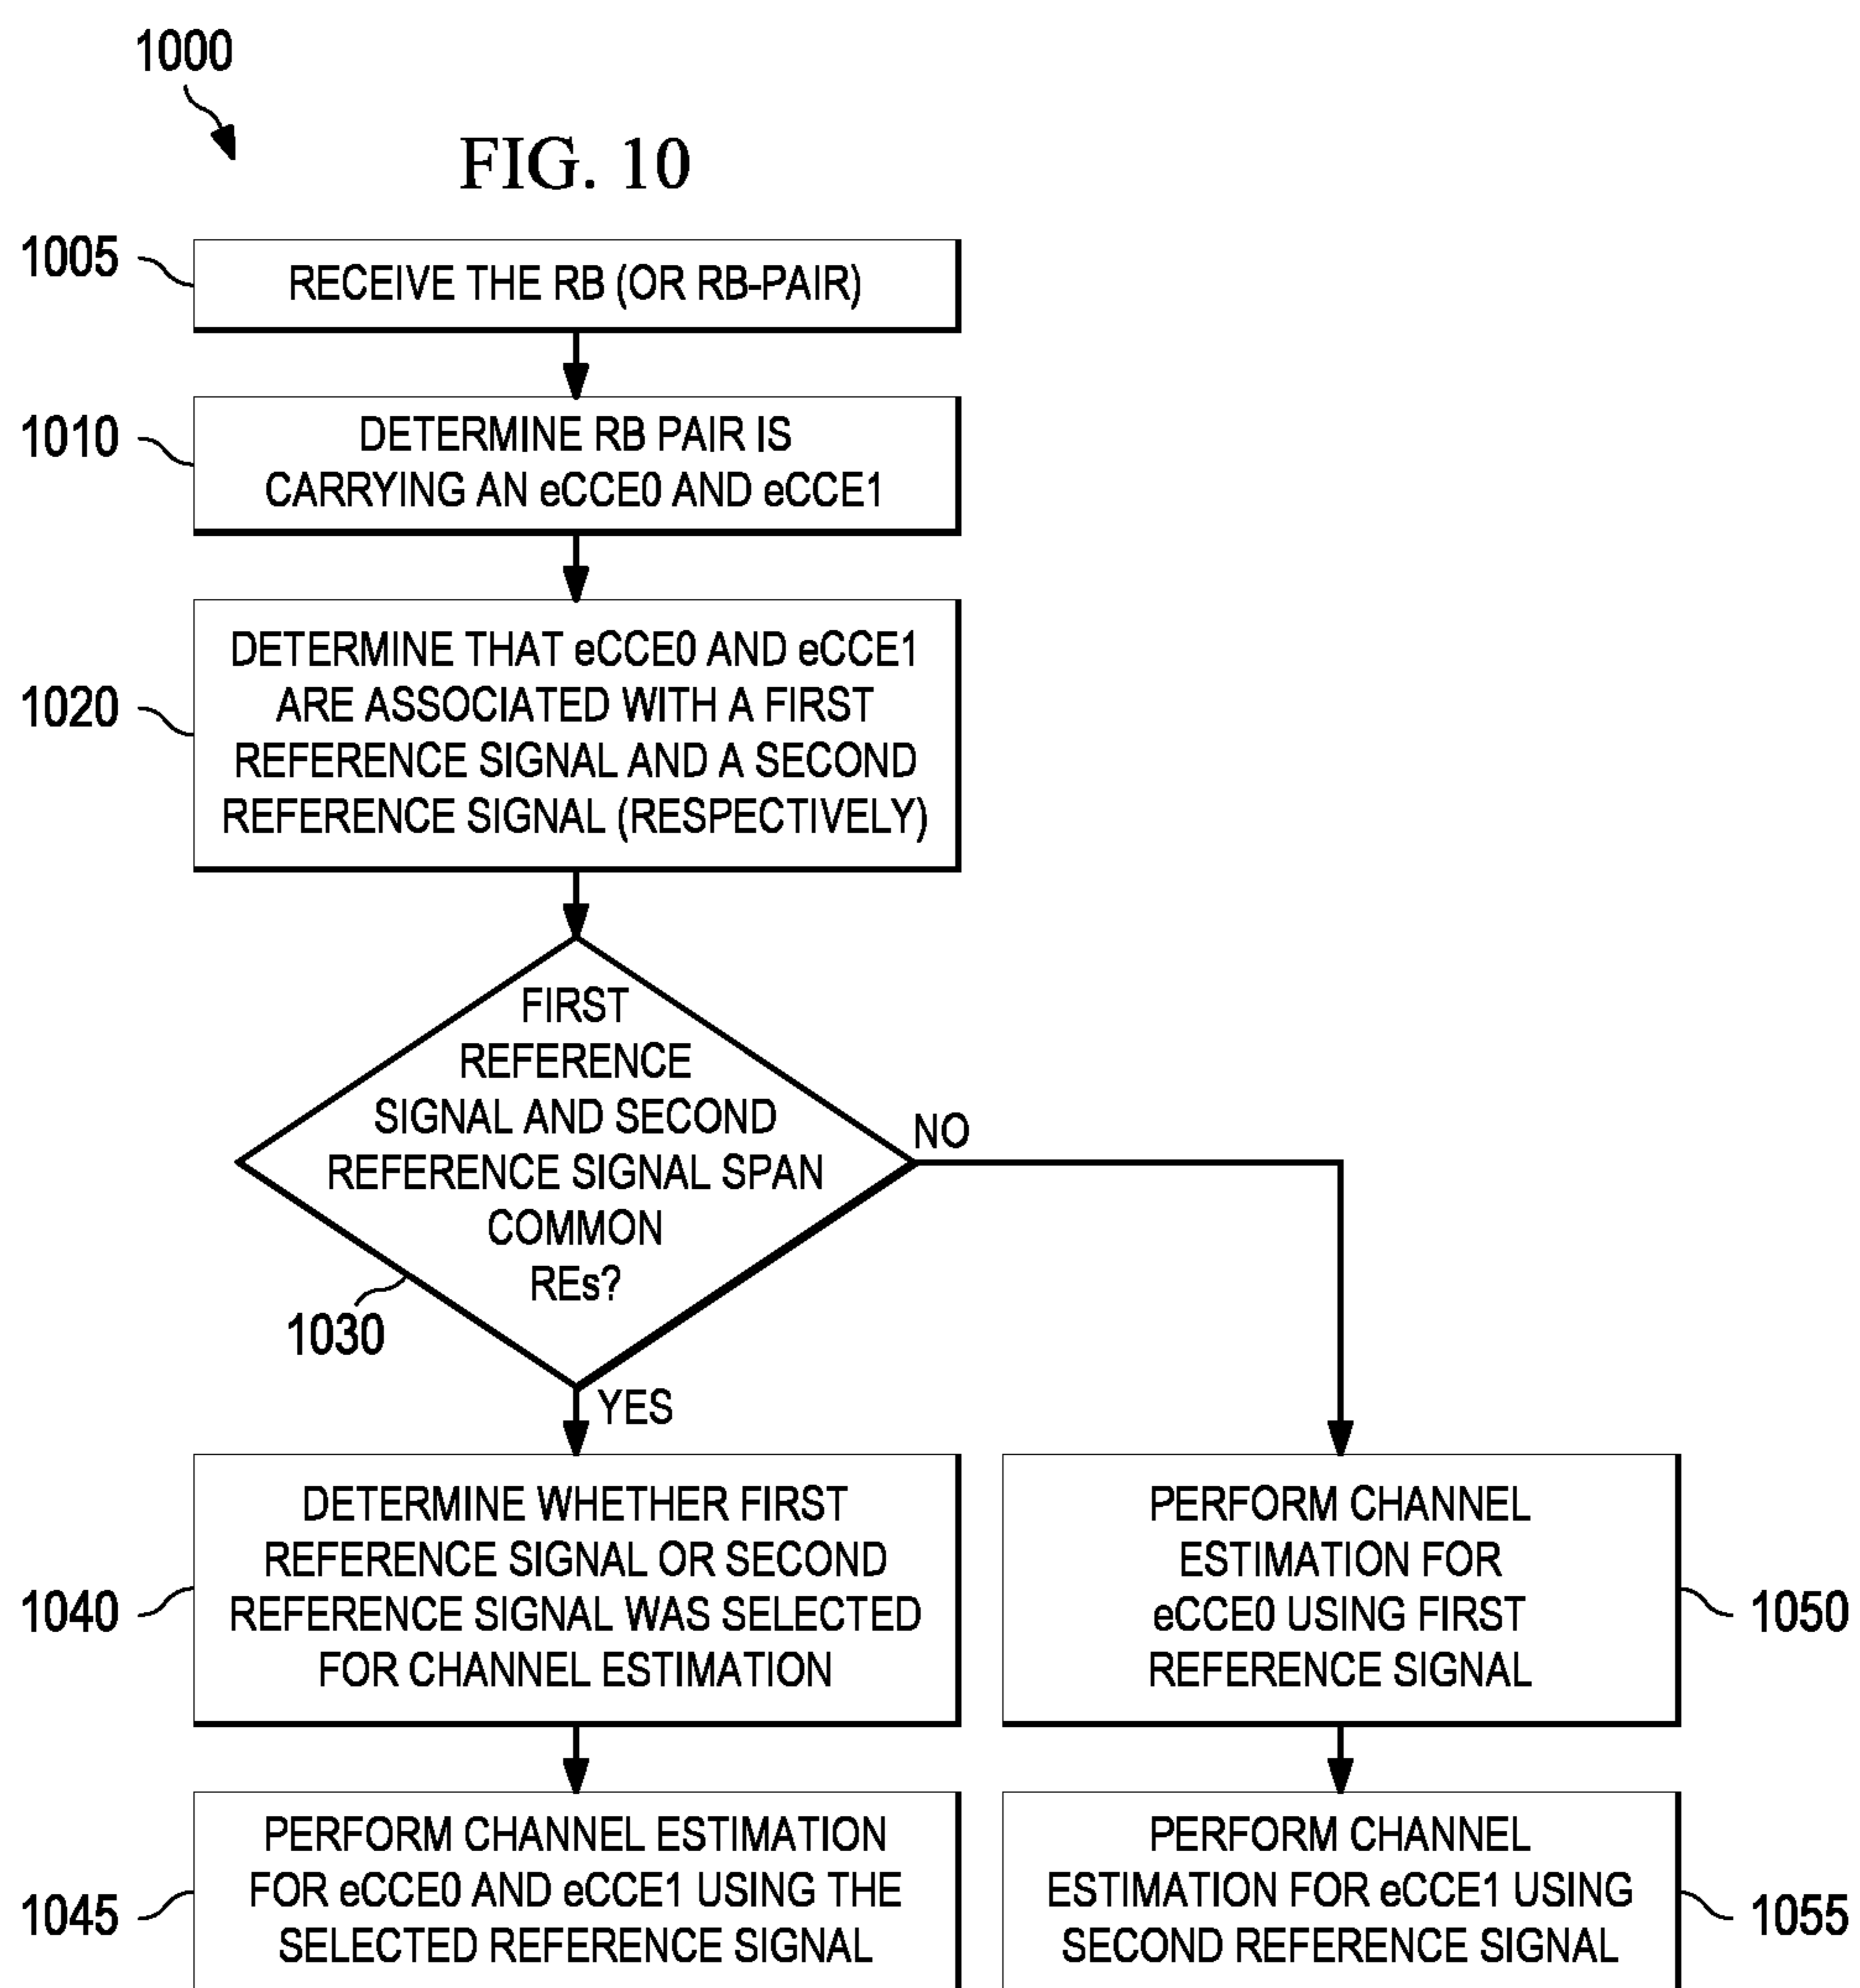 1000
FIG. 10
1005
RECEIVE THE RB (OR RB-PAIR)
1010
DETERMINE RB PAIR IS
CARRYING AN eCCE0 AND eCCE1
1020
DETERMINE THAT eCCE0 AND eCCE1
ARE ASSOCIATED WITH A FIRST
REFERENCE SIGNAL AND A SECOND
REFERENCE SIGNAL (RESPECTIVELY)
FIRST
REFERENCE
SIGNAL AND SECOND
REFERENCE SIGNAL SPAN
COMMON
REs?
1030
NO
YES
1040
DETERMINE WHETHER FIRST
REFERENCE SIGNAL OR SECOND
REFERENCE SIGNAL WAS SELECTED
FOR CHANNEL ESTIMATION
PERFORM CHANNEL
ESTIMATION FOR
eCCE0 USING FIRST
REFERENCE SIGNAL
1050
1045
PERFORM CHANNEL ESTIMATION
FOR eCCE0 AND eCCE1 USING THE
SELECTED REFERENCE SIGNAL
PERFORM CHANNEL
ESTIMATION FOR eCCE1 USING
SECOND REFERENCE SIGNAL
1055